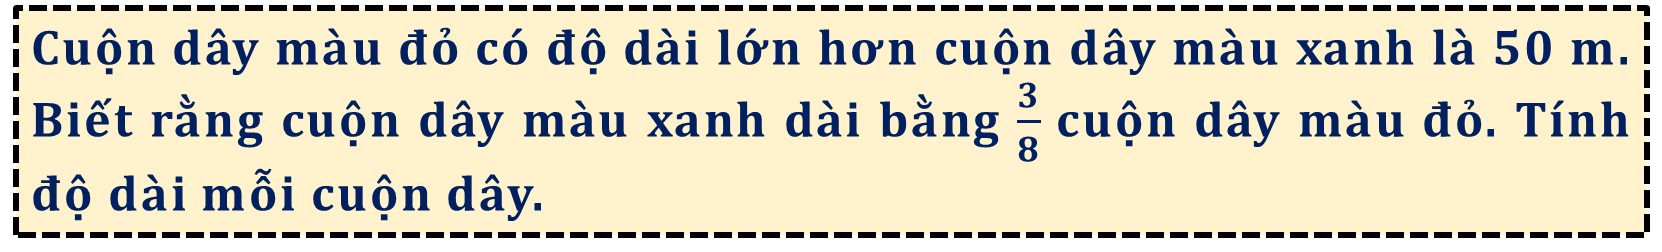 Cuộn dây màu đỏ có độ dài lớn hơn cuộn dây màu xanh là 50 m.
Biết rằng cuộn dây màu xanh dài bằng 3/8 cuộn dây màu đỏ. Tính
độ dài mỗi cuộn dây.